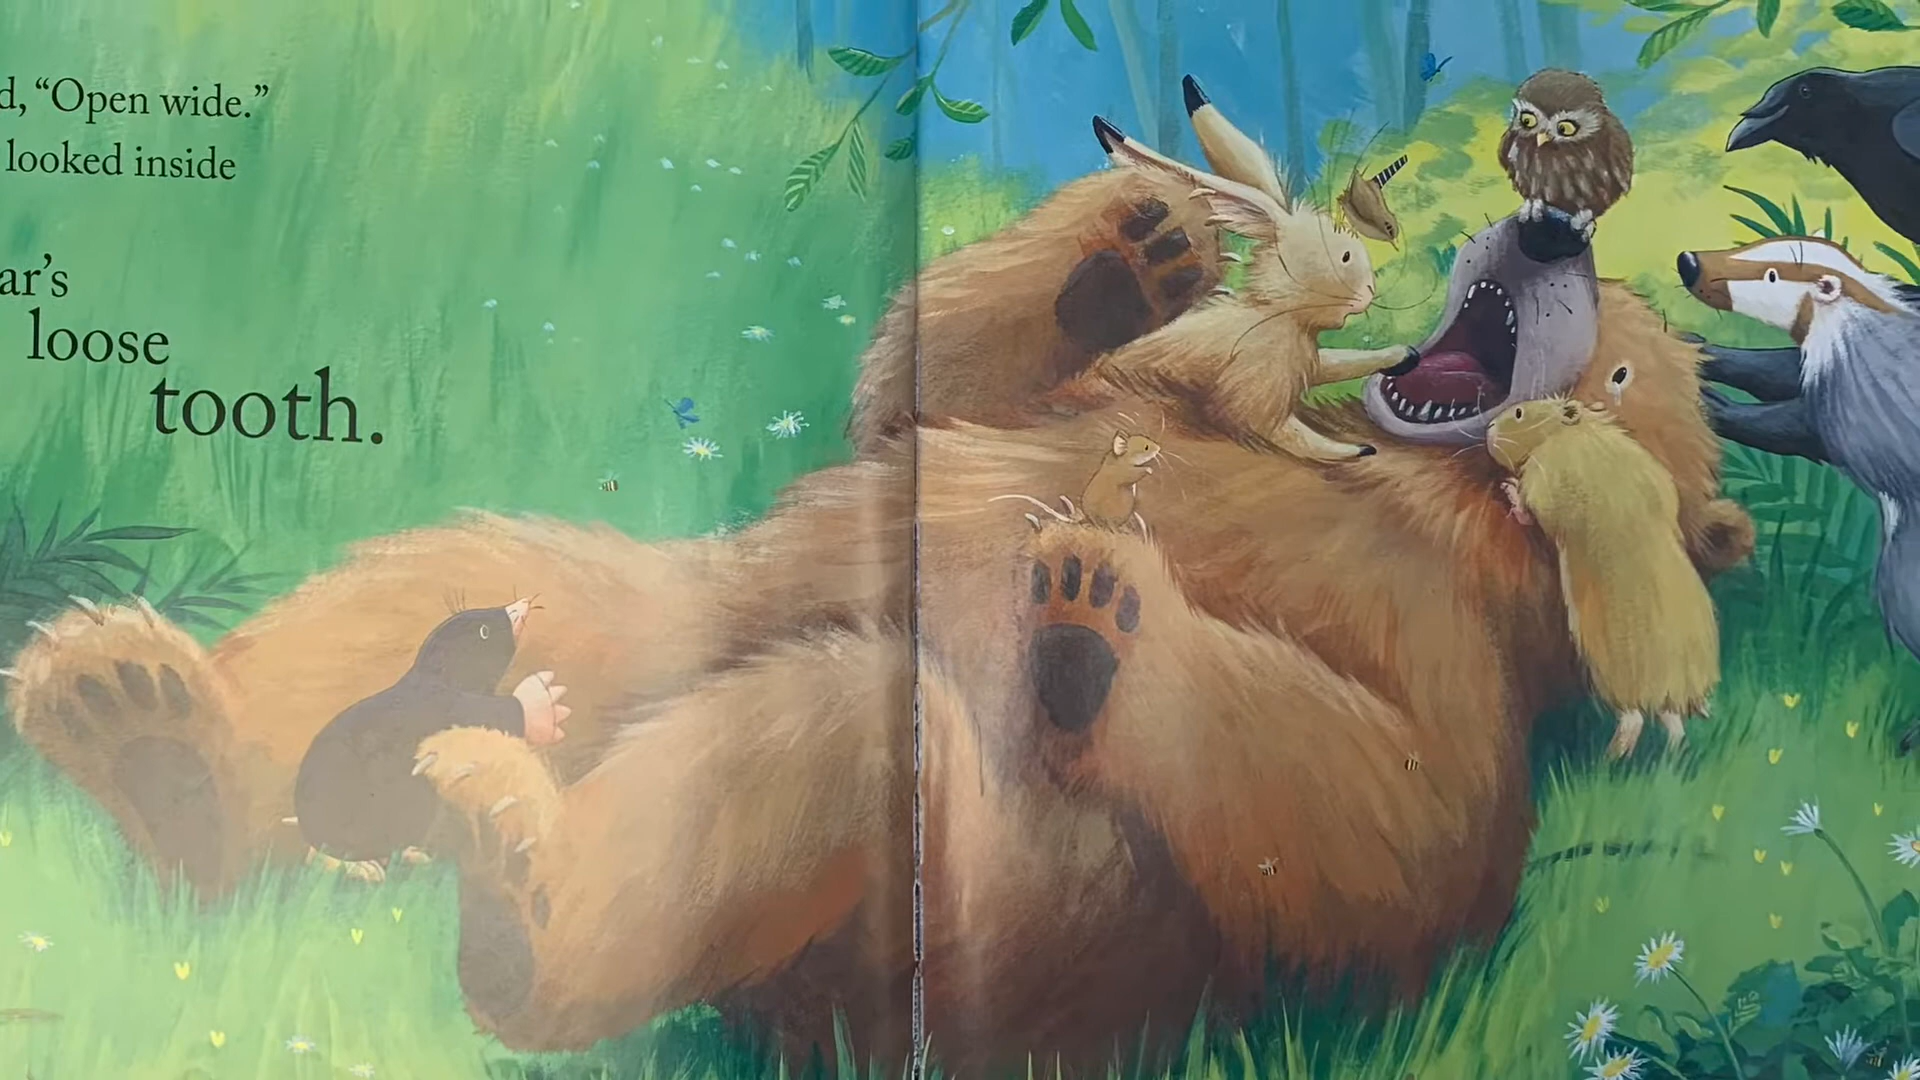 d, “Open wide.”
looked inside
ar’s
loose
tooth.